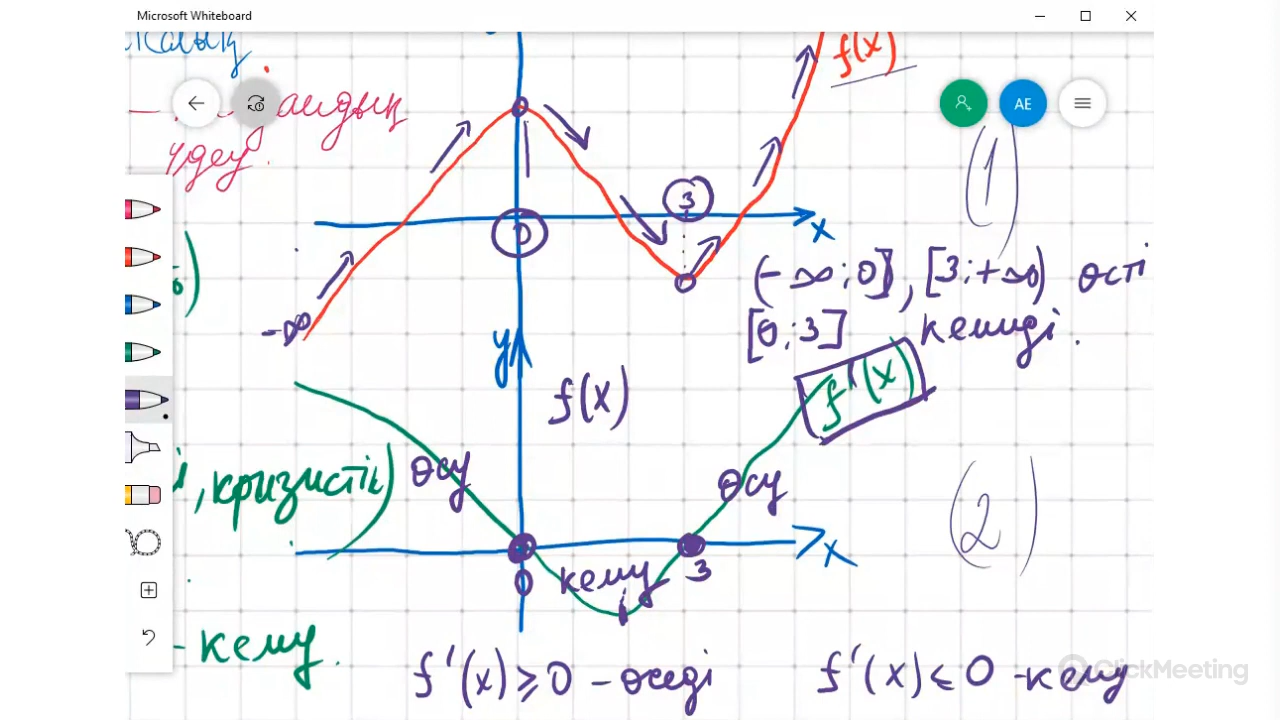 Microsoft Whiteboard
f(x)
AE
үдеу.
(1)
3
0
x
-∞
(-∞;0], [3;+∞) өсті
[0;3] кемиді.
y
f(x)
f'(x)
өсу
өсу
, кризистік)
(2)
x
0
кему
3
- кему.
f'(x)⩾0 - өседі
f'(x)⩽0 - кему
ClickMeeting